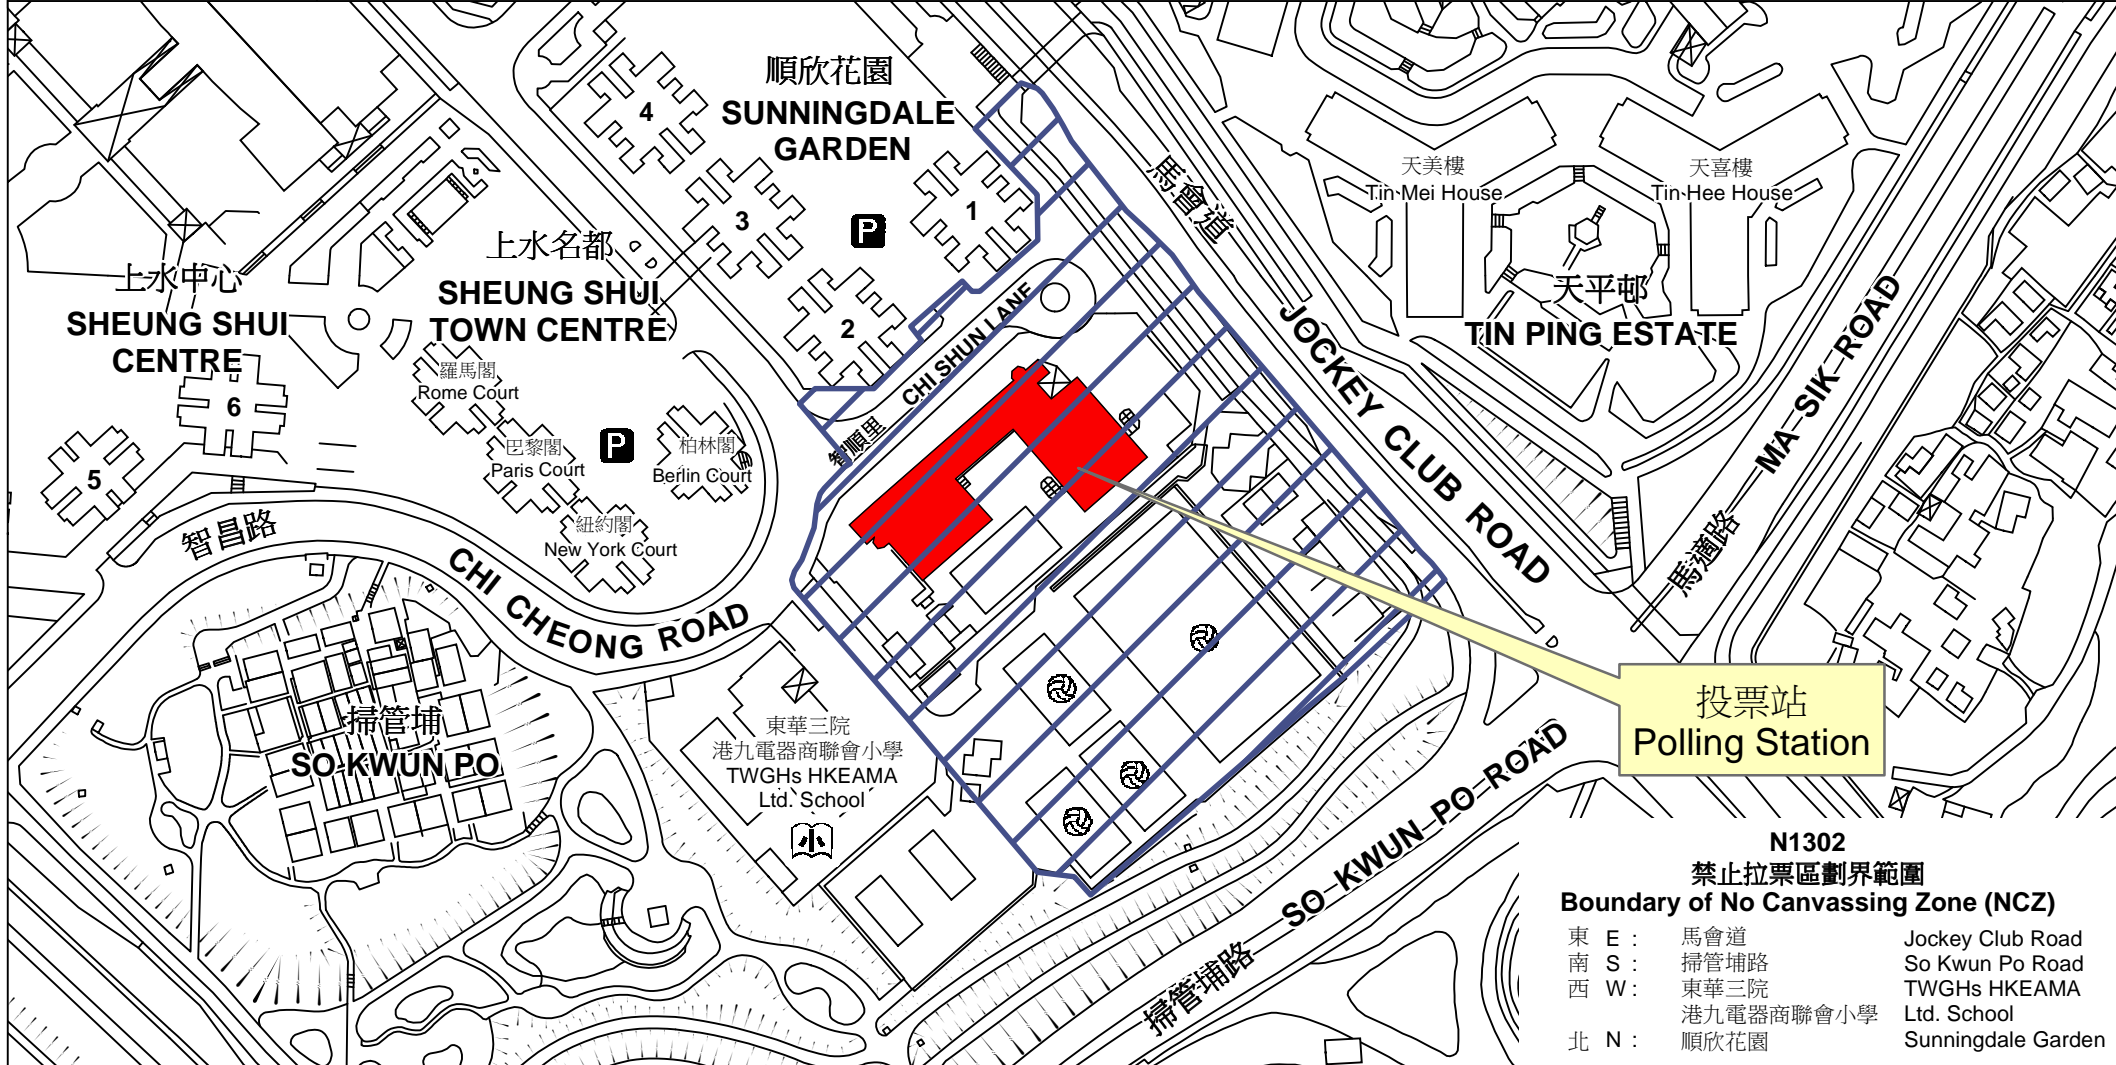 順欣花園
SUNNINGDALE
GARDEN
4
3
2
1
P
上水名都
SHEUNG SHUI
TOWN CENTRE
上水中心
SHEUNG SHUI
CENTRE
6
5
羅馬閣
Rome Court
巴黎閣
Paris Court
P
柏林閣
Berlin Court
紐約閣
New York Court
智順里
CHI SHUN LANE
馬會道
JOCKEY CLUB ROAD
天美樓
Tin Mei House
天喜樓
Tin Hee House
天平邨
TIN PING ESTATE
MA SIK ROAD
馬適路
智昌路
CHI CHEONG ROAD
掃管埔
SO KWUN PO
東華三院
港九電器商聯會小學
TWGHs HKEAMA
Ltd. School
小
投票站
Polling Station
掃管埔路
SO KWUN PO ROAD
N1302
禁止拉票區劃界範圍
Boundary of No Canvassing Zone (NCZ)
東 E : 馬會道 Jockey Club Road
南 S : 掃管埔路 So Kwun Po Road
西 W : 東華三院 TWGHs HKEAMA
港九電器商聯會小學 Ltd. School
北 N : 順欣花園 Sunningdale Garden